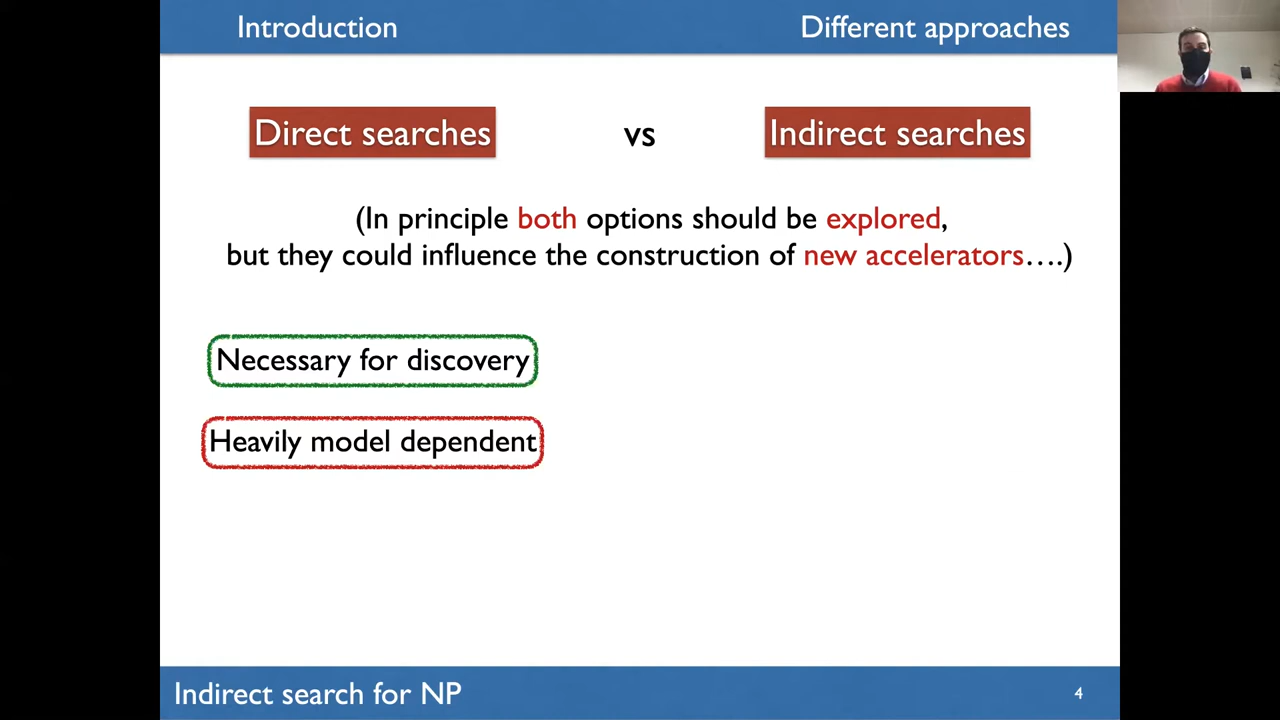 Introduction
Different approaches
Direct searches
vs
Indirect searches
(In principle both options should be explored,
but they could influence the construction of new accelerators….)
Necessary for discovery
Heavily model dependent
Indirect search for NP
4